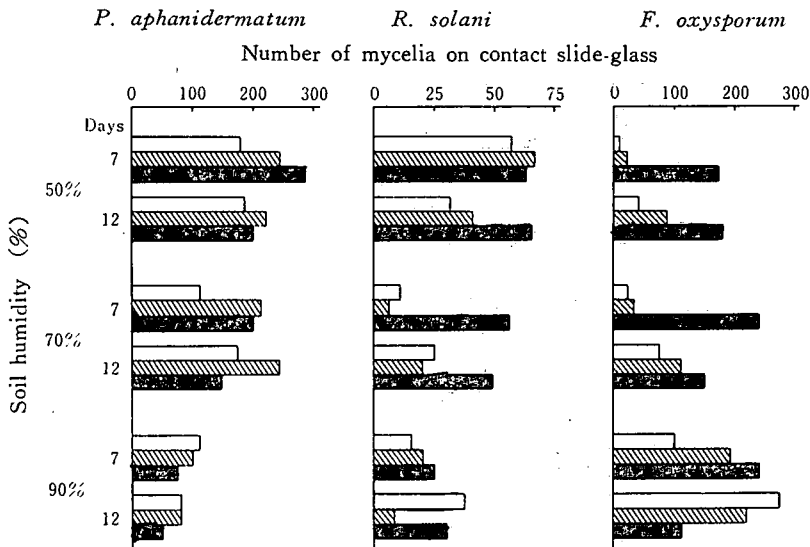 P. aphanidermatum R. solani F. oxysporum
Number of mycelia on contact slide-glass
0 100 200 300 0 25 50 75 0 100 200 300
Days
7
50%
12
7
70%
12
7
90%
12
Soil humidity (%)